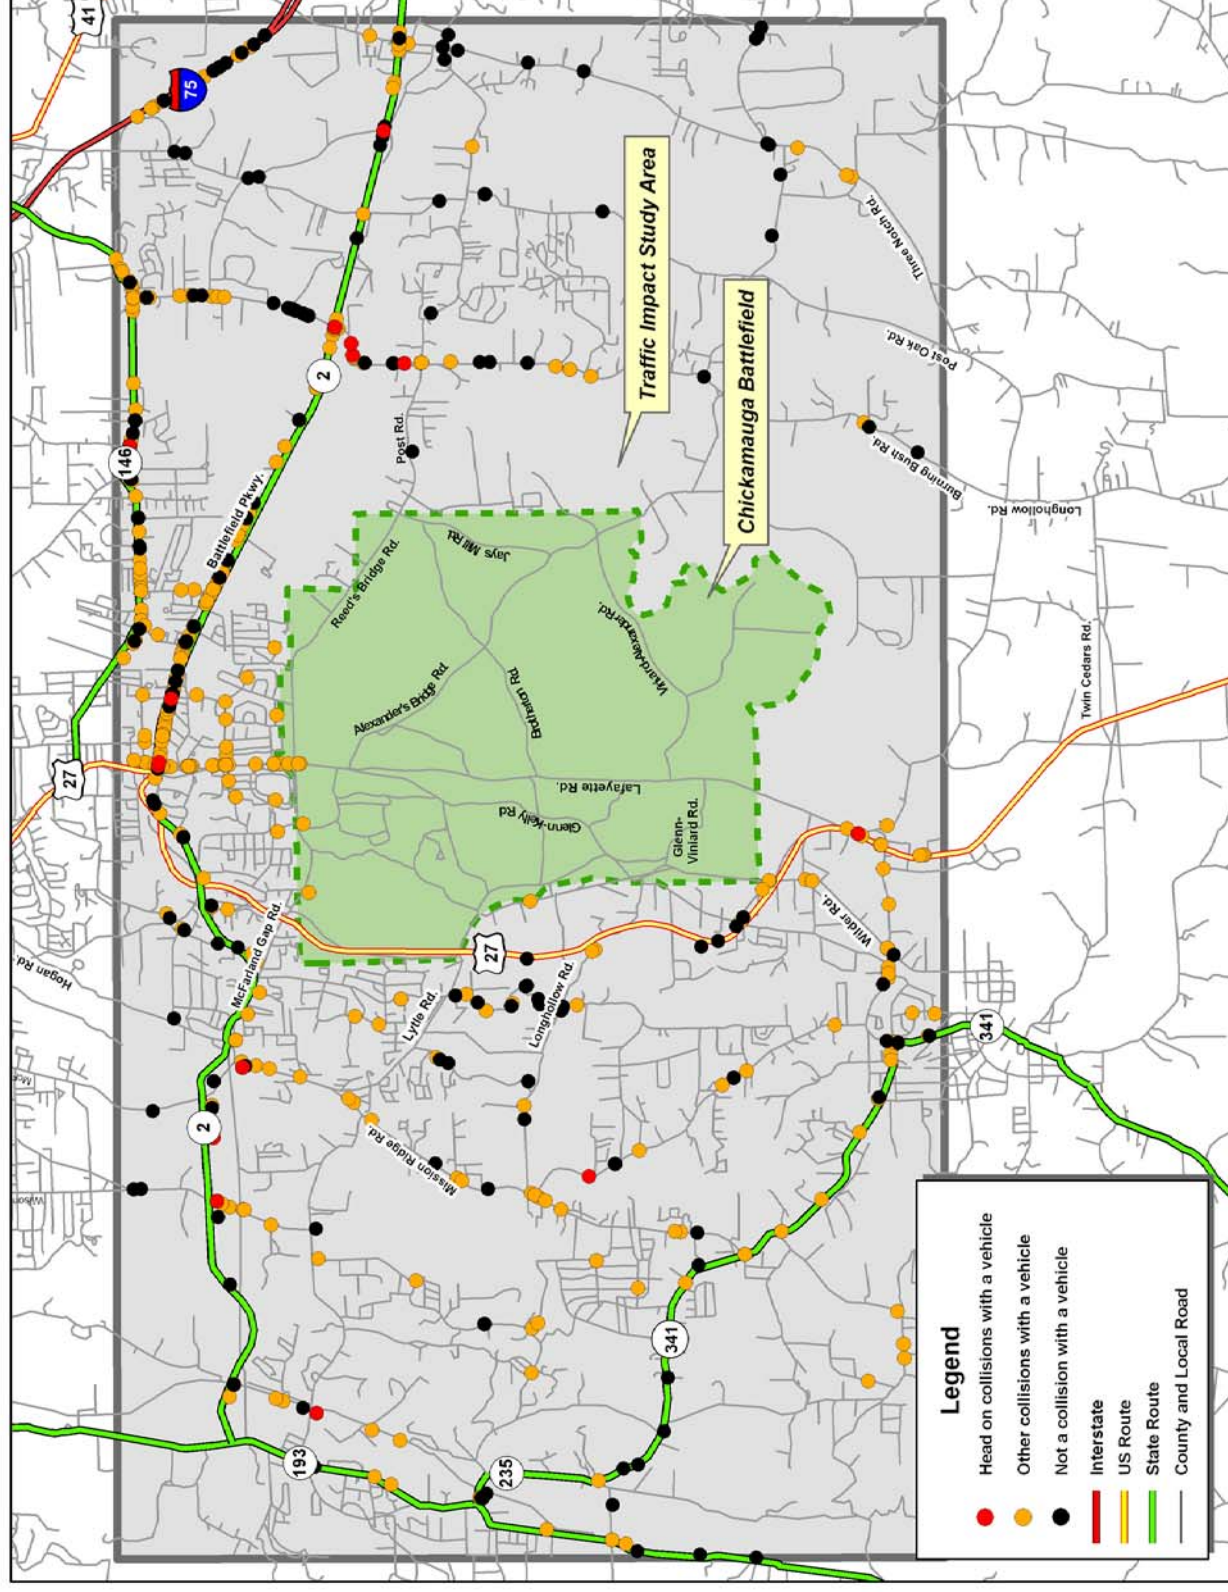 Hogan Rd.
41
27
146
75
2
193
2
Battlefield Pkwy.
McFarland Gap Rd.
Reed's Bridge Rd.
Post Rd.
Alexander's Bridge Rd.
Mission Ridge Rd.
Lytle Rd.
Jays Mill Rd.
27
235
Brotherton Rd.
Glenn-Kelly Rd
Longhollow Rd.
Lafayette Rd.
Viniard-Alexander Rd.
Traffic Impact Study Area
341
Glenn-
Viniard Rd.
Chickamauga Battlefield
Wilder Rd.
Three Notch Rd.
Post Oak Rd.
Burning Bush Rd.
Longhollow Rd.
341
Twin Cedars Rd.
Legend
Head on collisions with a vehicle
Other collisions with a vehicle
Not a collision with a vehicle
Interstate
US Route
State Route
County and Local Road